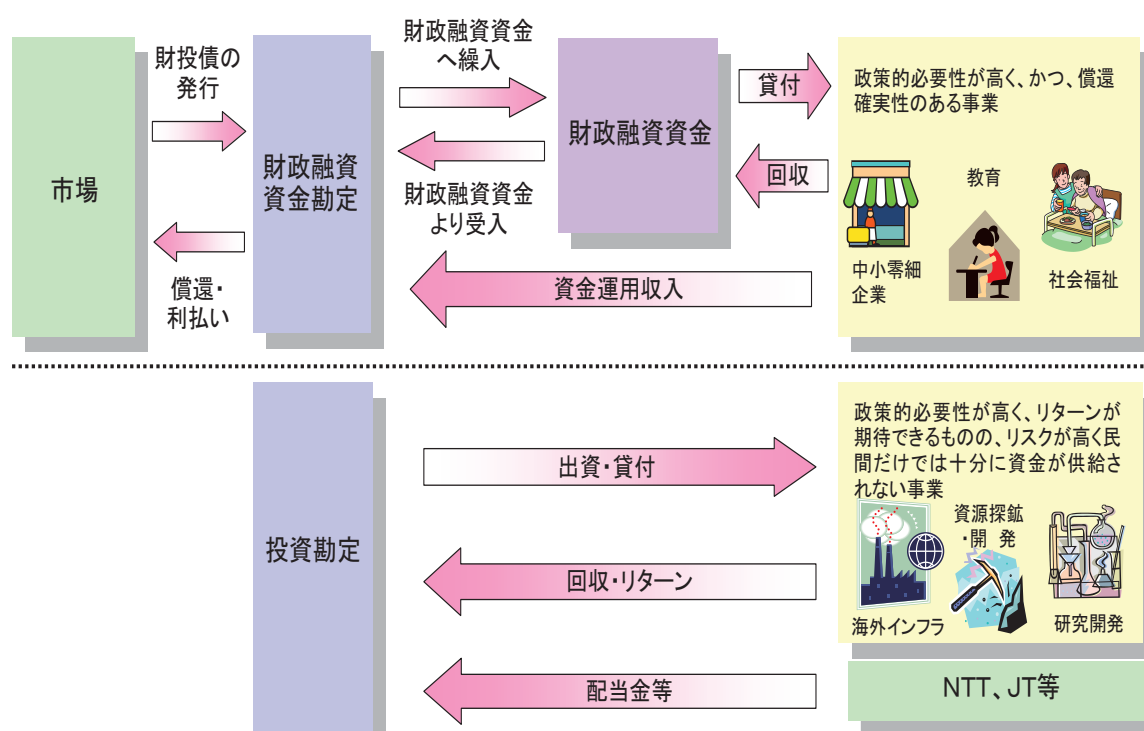 財投債の
発行
市場
償還・
利払い
財政融資
資金勘定
財政融資資金
へ繰入
財政融資資金
より受入
財政融資資金
貸付
回収
資金運用収入
政策的必要性が高く、かつ、償還
確実性のある事業
中小零細
企業
教育
社会福祉
投資勘定
出資・貸付
回収・リターン
配当金等
政策的必要性が高く、リターンが
期待できるものの、リスクが高く民
間だけでは十分に資金が供給さ
れない事業
海外インフラ
資源探鉱
・開 発
研究開発
NTT、JT等